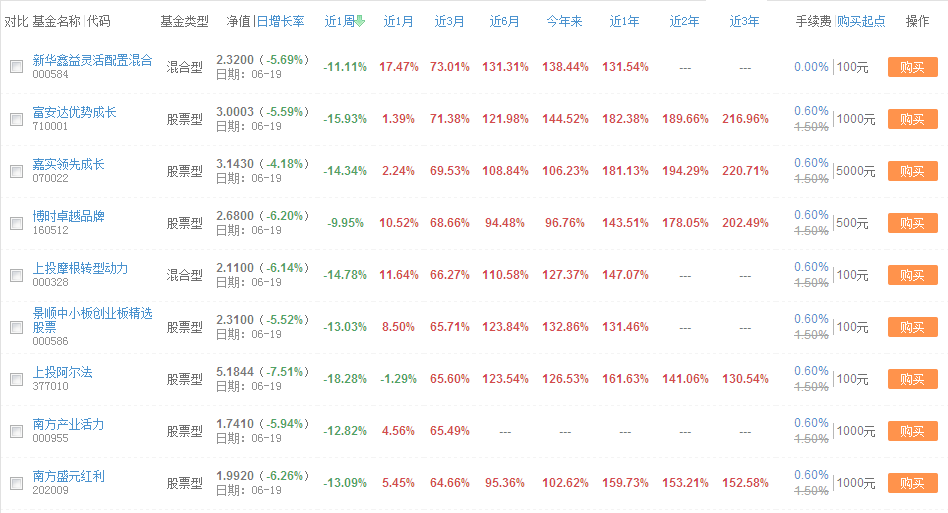 对比 基金名称|代码 基金类型 净值|日增长率 近1周 近1月 近3月 近6月 今年来 近1年 近2年 近3年 手续费|购买起点 操作
新华鑫益灵活配置混合
000584
混合型
2.3200（-5.69%）
日期：06-19
-11.11% 17.47% 73.01% 131.31% 138.44% 131.54% --- --- 0.00% 100元 购买
富安达优势成长
710001
股票型
3.0003（-5.59%）
日期：06-19
-15.93% 1.39% 71.38% 121.98% 144.52% 182.38% 189.66% 216.96%
0.60%
1.50%
1000元 购买
嘉实领先成长
070022
股票型
3.1430（-4.18%）
日期：06-19
-14.34% 2.24% 69.53% 108.84% 106.23% 181.13% 194.29% 220.71%
0.60%
1.50%
5000元 购买
博时卓越品牌
160512
股票型
2.6800（-6.20%）
日期：06-19
-9.95% 10.52% 68.66% 94.48% 96.76% 143.51% 178.05% 202.49%
0.60%
1.50%
500元 购买
上投摩根转型动力
000328
混合型
2.1100（-6.14%）
日期：06-19
-14.78% 11.64% 66.27% 110.58% 127.37% 147.07% --- ---
0.60%
1.50%
100元 购买
景顺中小板创业板精选
股票
000586
股票型
2.3100（-5.52%）
日期：06-19
-13.03% 8.50% 65.71% 123.84% 132.86% 131.46% --- ---
0.60%
1.50%
100元 购买
上投阿尔法
377010
股票型
5.1844（-7.51%）
日期：06-19
-18.28% -1.29% 65.60% 123.54% 126.53% 161.63% 141.06% 130.54%
0.60%
1.50%
100元 购买
南方产业活力
000955
股票型
1.7410（-5.94%）
日期：06-19
-12.82% 4.56% 65.49% --- --- --- --- ---
0.60%
1.50%
1000元 购买
南方盛元红利
202009
股票型
1.9920（-6.26%）
日期：06-19
-13.09% 5.45% 64.66% 95.36% 102.62% 159.73% 153.21% 152.58%
0.60%
1.50%
1000元 购买